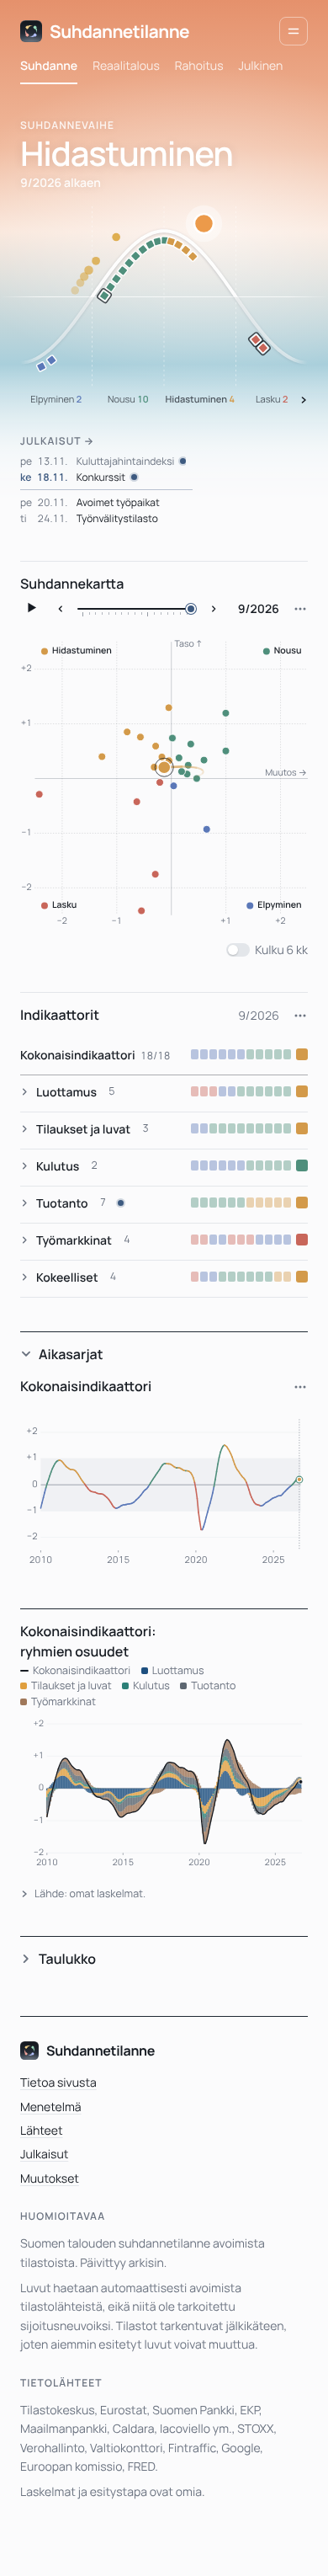 Suhdannetilanne
Suhdanne Reaalitalous Rahoitus Julkinen
SUHDANNEVAIHE
Hidastuminen
9/2026 alkaen
Elpyminen 2 Nousu 10 Hidastuminen 4 Lasku 2
JULKAISUT →
pe 13.11. Kuluttajahintaindeksi
ke 18.11. Konkurssit
pe 20.11. Avoimet työpaikat
ti 24.11. Työnvälitystilasto
Suhdannekartta
9/2026
Taso ↑
Hidastuminen Nousu
+2
+1
Muutos →
−1
−2
Lasku Elpyminen
−2 −1 +1 +2
Kulku 6 kk
Indikaattorit 9/2026
Kokonaisindikaattori 18/18
Luottamus 5
Tilaukset ja luvat 3
Kulutus 2
Tuotanto 7
Työmarkkinat 4
Kokeelliset 4
Aikasarjat
Kokonaisindikaattori
+2
+1
0
−1
−2
2010 2015 2020 2025
Kokonaisindikaattori:
ryhmien osuudet
Kokonaisindikaattori Luottamus
Tilaukset ja luvat Kulutus Tuotanto
Työmarkkinat
+2
+1
0
−1
−2
2010 2015 2020 2025
Lähde: omat laskelmat.
Taulukko
Suhdannetilanne
Tietoa sivusta
Menetelmä
Lähteet
Julkaisut
Muutokset
HUOMIOITAVAA
Suomen talouden suhdannetilanne avoimista
tilastoista. Päivittyy arkisin.
Luvut haetaan automaattisesti avoimista
tilastolähteistä, eikä niitä ole tarkoitettu
sijoitusneuvoiksi. Tilastot tarkentuvat jälkikäteen,
joten aiemmin esitetyt luvut voivat muuttua.
TIETOLÄHTEET
Tilastokeskus, Eurostat, Suomen Pankki, EKP,
Maailmanpankki, Caldara, Iacoviello ym., STOXX,
Verohallinto, Valtiokonttori, Fintraffic, Google,
Euroopan komissio, FRED.
Laskelmat ja esitystapa ovat omia.